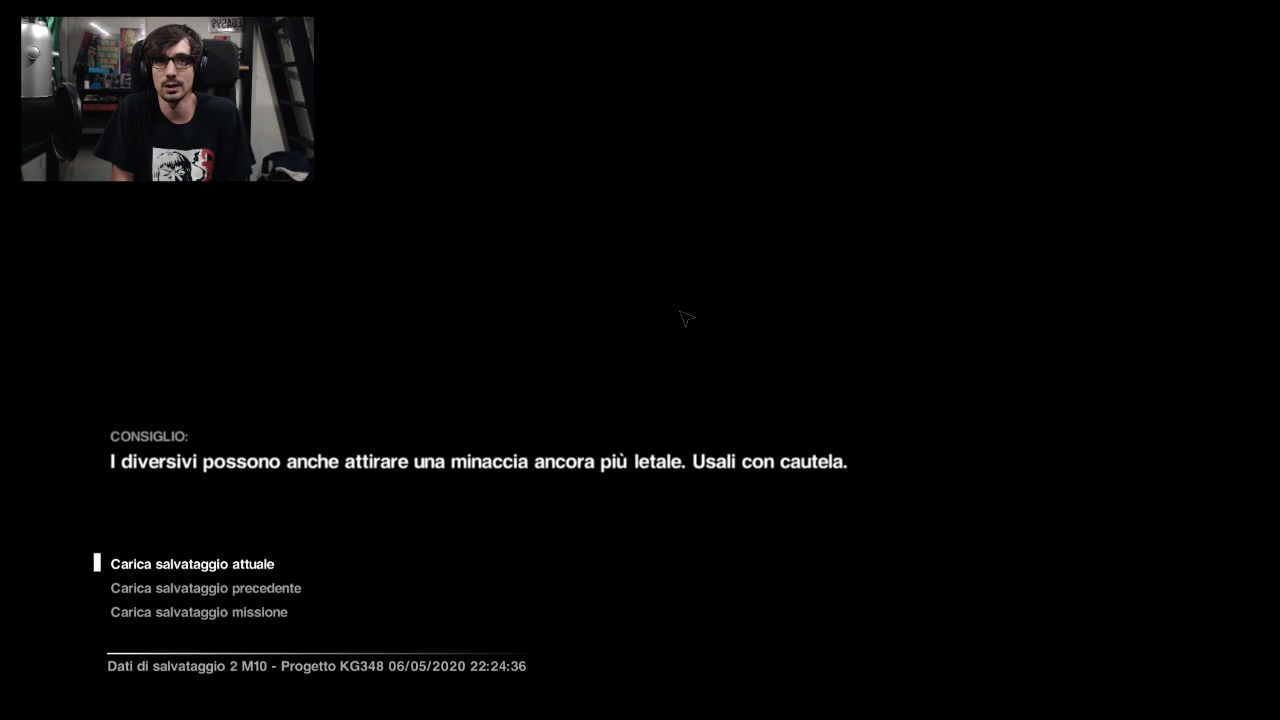 CONSIGLIO:
I diversivi possono anche attirare una minaccia ancora più letale. Usali con cautela.
Carica salvataggio attuale
Carica salvataggio precedente
Carica salvataggio missione
Dati di salvataggio 2 M10 - Progetto KG348 06/05/2020 22:24:36